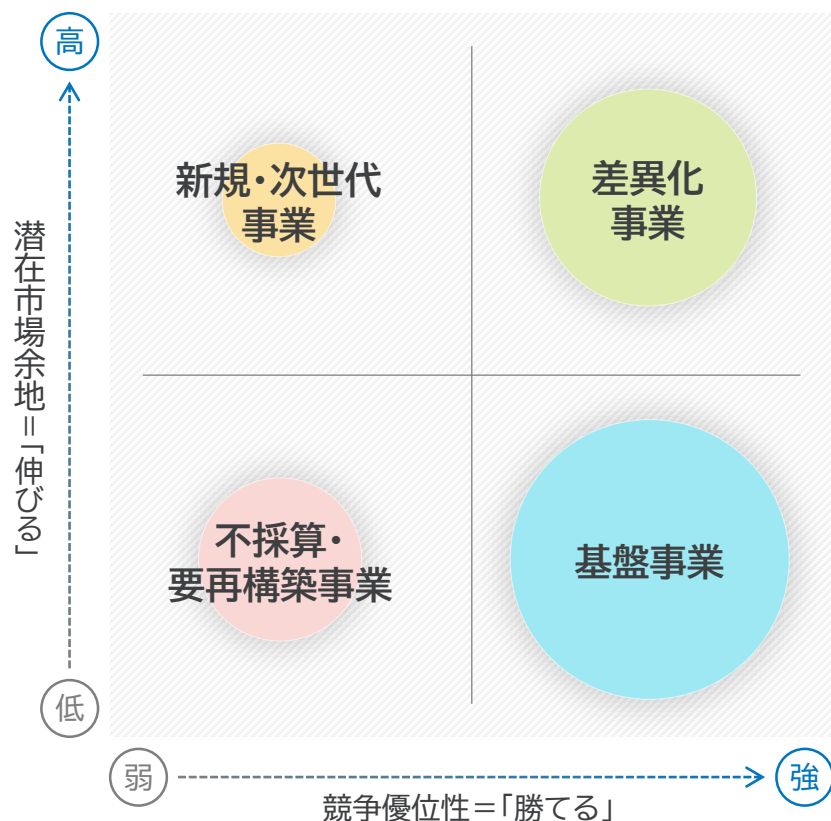 高
新規・次世代
事業
差異化
事業
潜在市場余地＝「伸びる」
不採算・
要再構築事業
基盤事業
低
弱
強
競争優位性＝「勝てる」